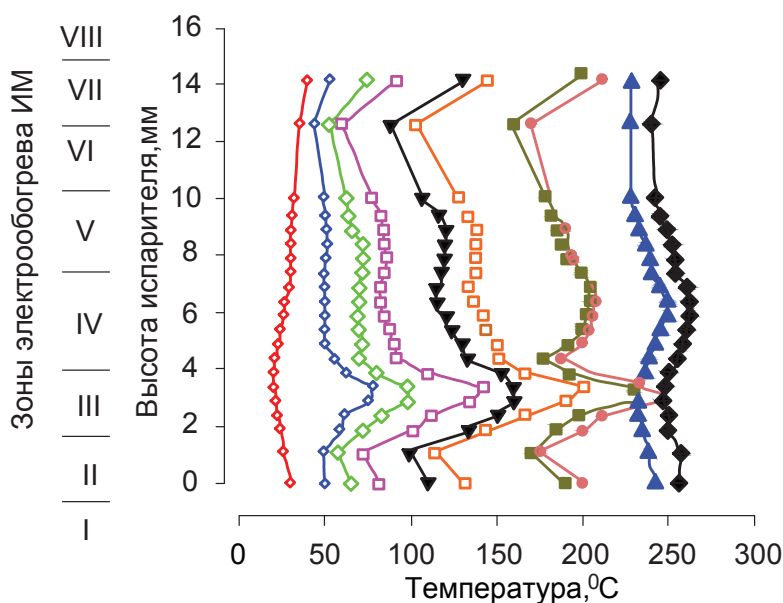 Зоны электрообогрева ИМ
VIII
VII
VI
V
IV
III
II
I
Высота испарителя,мм
16
14
12
10
8
6
4
2
0
0 50 100 150 200 250 300
Температура,⁰C